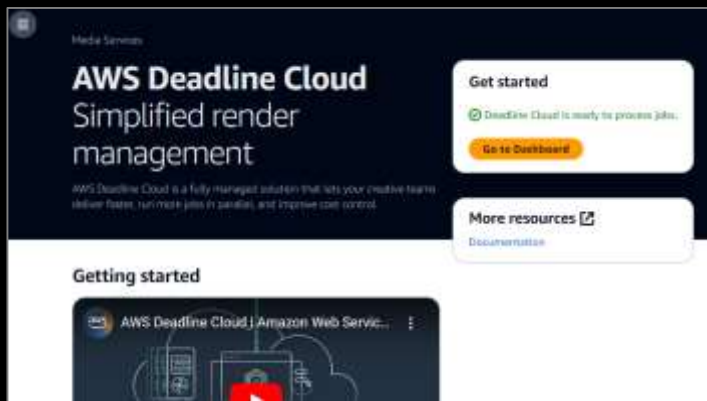 Media Services
AWS Deadline Cloud
Simplified render
management
AWS Deadline Cloud is a fully managed solution that lets your creative teams
deliver faster, run more jobs in parallel, and improve cost control.
Get started
Deadline Cloud is ready to process jobs.
Go to Dashboard
More resources
Documentation
Getting started
aws
AWS Deadline Cloud | Amazon Web Servic...